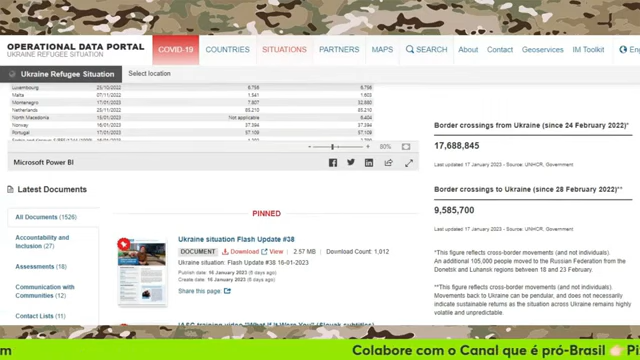 OPERATIONAL DATA PORTAL
UKRAINE REFUGEE SITUATION
COVID-19 COUNTRIES SITUATIONS PARTNERS MAPS SEARCH About Contact Geoservices IM Toolkit
Ukraine Refugee Situation Select location
Luxembourg 25/10/2022 6,756 6,756
Malta 07/11/2022 1,541 1,603
Montenegro 17/01/2023 7,807 32,880
Netherlands 25/11/2022 85,210 85,210
North Macedonia 15/01/2023 Not applicable 6,404
Norway 16/01/2023 37,394 37,394
Portugal 17/01/2023 57,109 57,109
80%
Microsoft Power BI
Latest Documents
All Documents (1526)
Accountability and
Inclusion (27)
Assessments (18)
Communication with
Communities (12)
Contact Lists (11)
PINNED
Ukraine situation Flash Update #38
DOCUMENT Download View 2.57 MB Download Count: 1,012
Ukraine situation: Flash Update #38 16-01-2023
Publish date: 16 January 2023 (6 days ago)
Create date: 16 January 2023 (6 days ago)
Share this page:
Border crossings from Ukraine (since 24 February 2022)*
17,688,845
Last updated 17 January 2023 - Source: UNHCR, Government
Border crossings to Ukraine (since 28 February 2022)**
9,585,700
Last updated 17 January 2023 - Source: UNHCR, Government
*This figure reflects cross-border movements (and not individuals).
An additional 105,000 people moved to the Russian Federation from the
Donetsk and Luhansk regions between 18 and 23 February.
**This figure reflects cross-border movements (and not individuals).
Movements back to Ukraine can be pendular, and does not necessarily
indicate sustainable returns as the situation across Ukraine remains highly
volatile and unpredictable.
m Colabore com o Canal que é pró-Brasil Pi